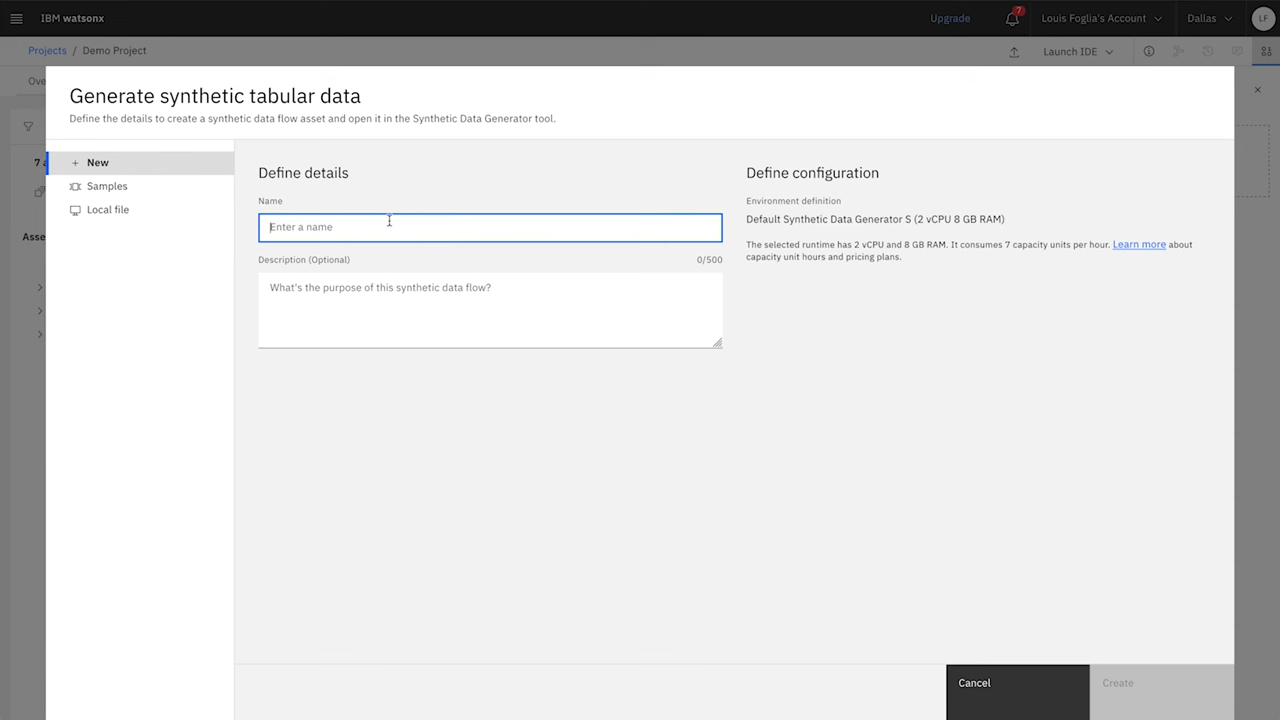 IBM watsonx
Upgrade
7
Louis Foglia's Account
Dallas
LF
Projects / Demo Project
Launch IDE
Ove
Generate synthetic tabular data
Define the details to create a synthetic data flow asset and open it in the Synthetic Data Generator tool.
7 a
Asse
+ New
Samples
Local file
Define details
Name
Enter a name
Description (Optional)
0/500
What's the purpose of this synthetic data flow?
Define configuration
Environment definition
Default Synthetic Data Generator S (2 vCPU 8 GB RAM)
The selected runtime has 2 vCPU and 8 GB RAM. It consumes 7 capacity units per hour. Learn more about
capacity unit hours and pricing plans.
Cancel
Create